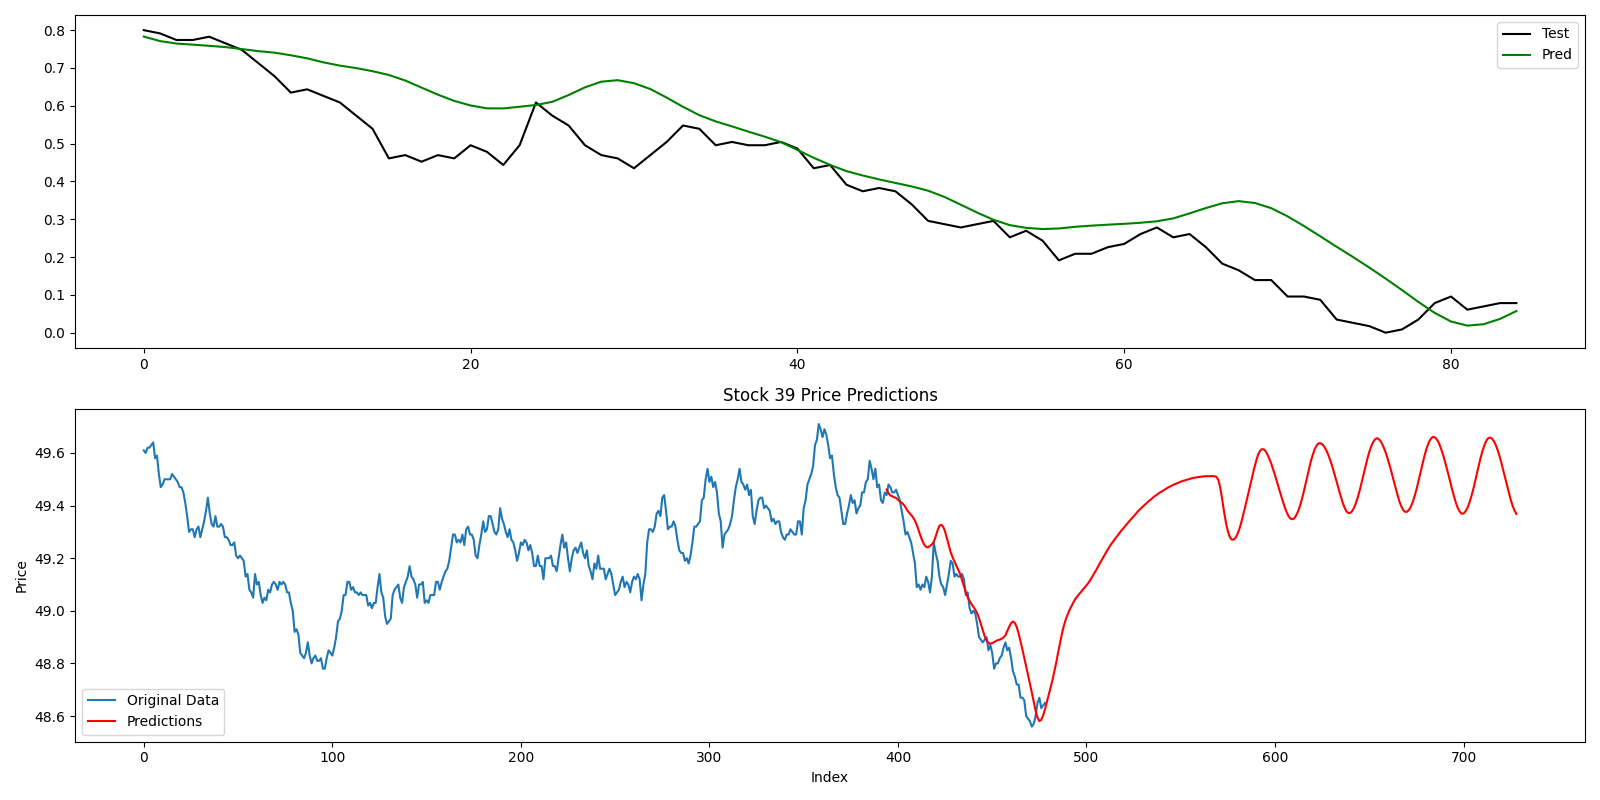 0.8
0.7
0.6
0.5
0.4
0.3
0.2
0.1
0.0
Test
Pred
0 20 40 60 80
Stock 39 Price Predictions
49.6
49.4
49.2
49.0
48.8
48.6
Price
Original Data
Predictions
0 100 200 300 400 500 600 700
Index